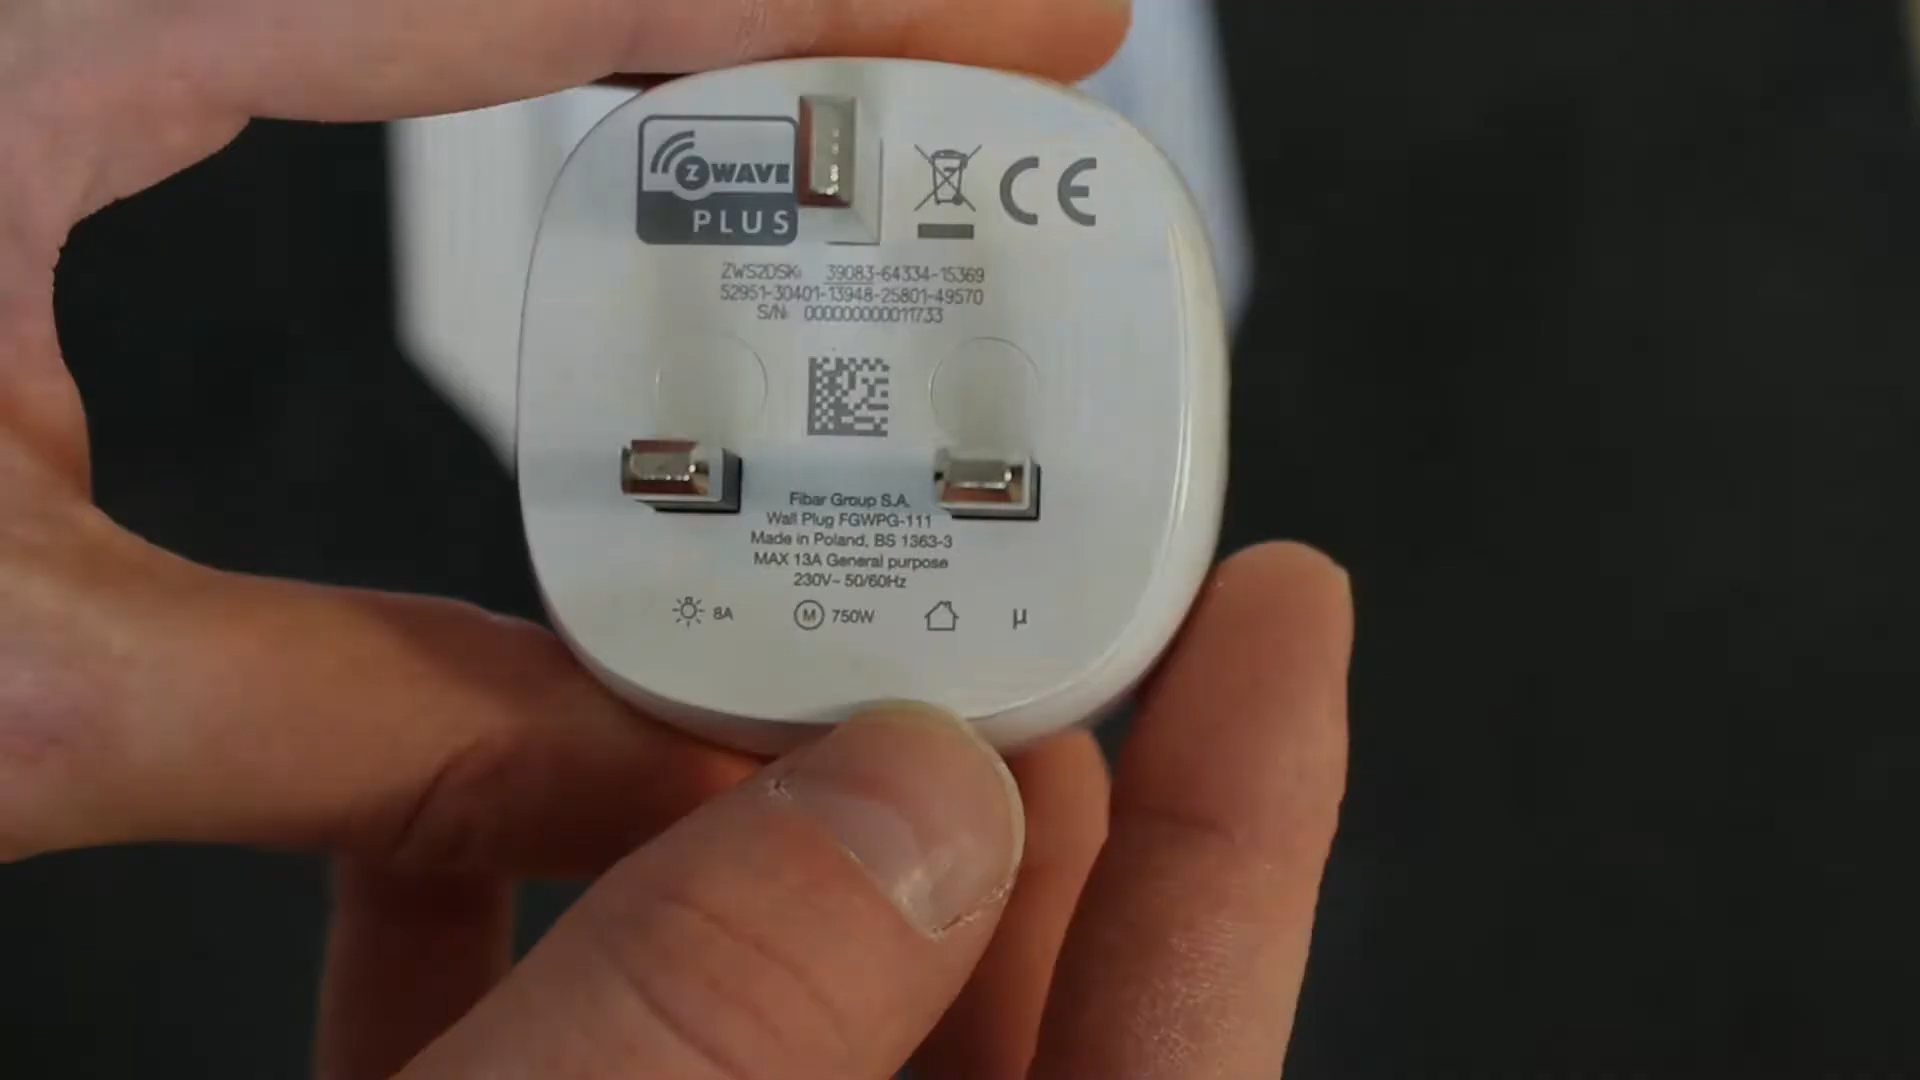 Z WAVE
PLUS
CE
ZWS2DSK: 39083-64334-15369
52951-30401-13948-25801-49570
S/N: 000000000011733
Fibar Group S.A.
Wall Plug FGWPG-111
Made in Poland, BS 1363-3
MAX 13A General purpose
230V~ 50/60Hz
8A M 750W μ